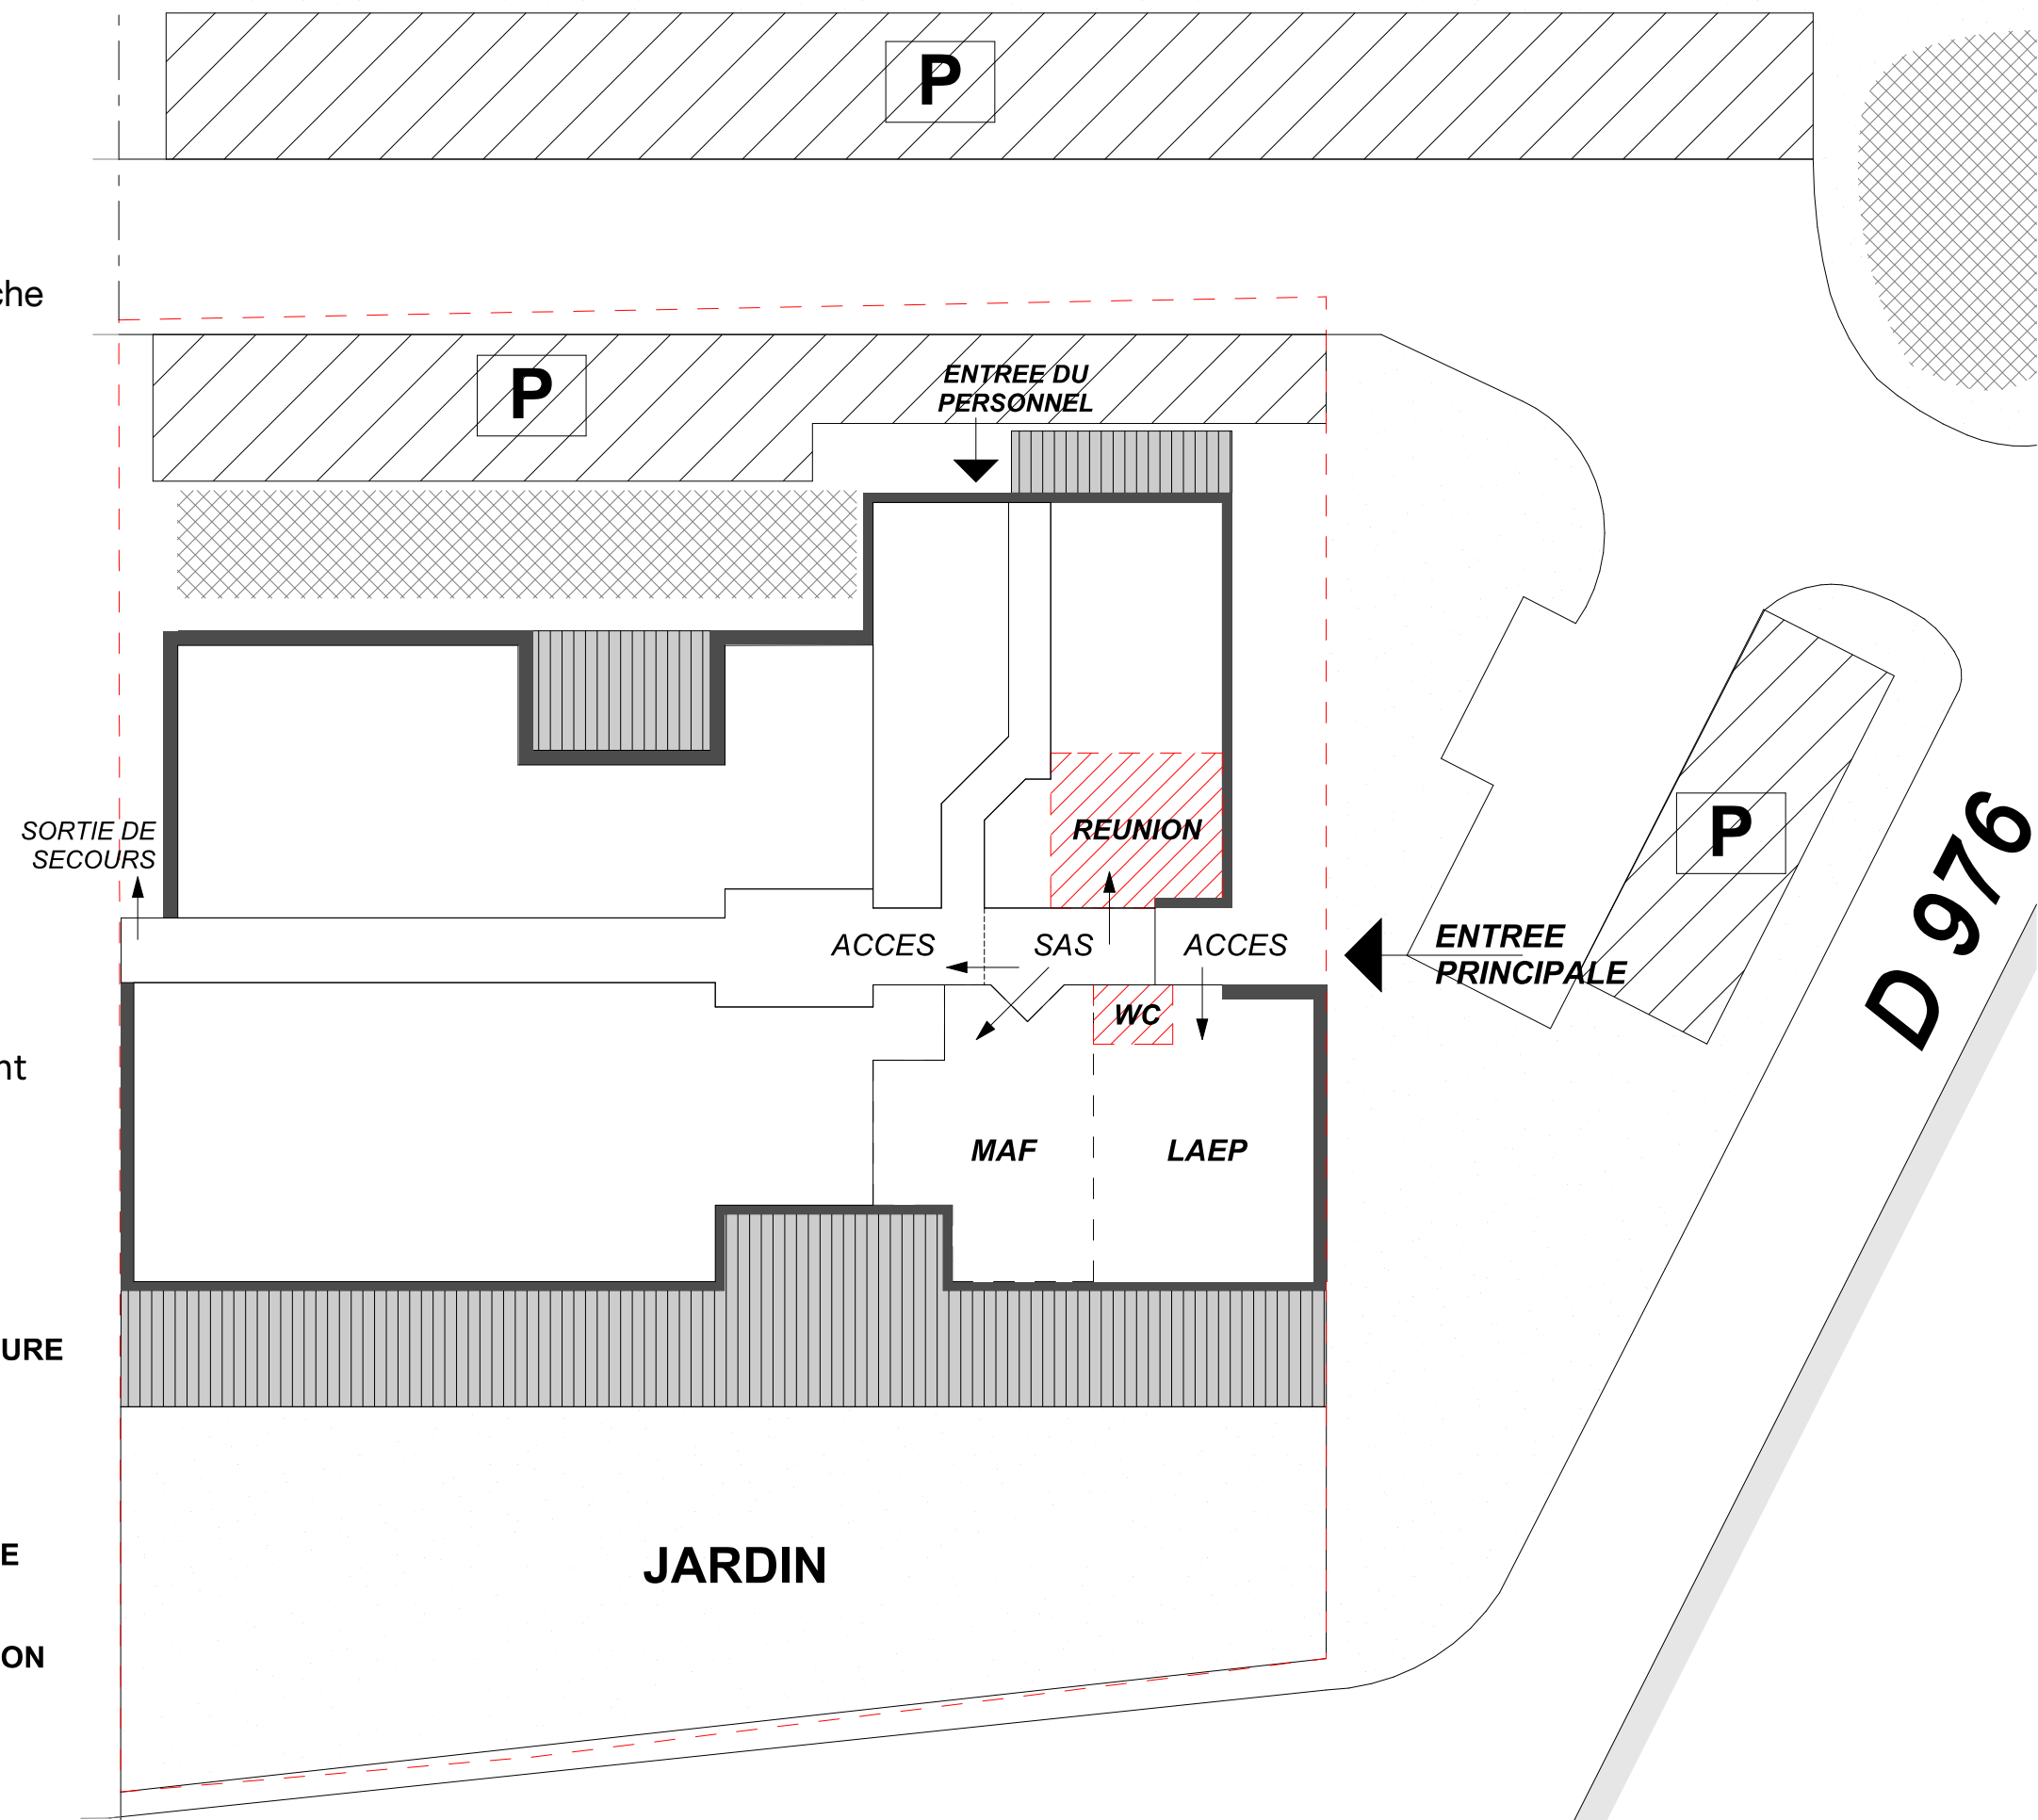 P
che
P
ENTREE DU
PERSONNEL
P
D 976
SORTIE DE
SECOURS
REUNION
ACCES
SAS
ACCES
ENTREE
PRINCIPALE
WC
nt
MAF
LAEP
URE
JARDIN
E
ON